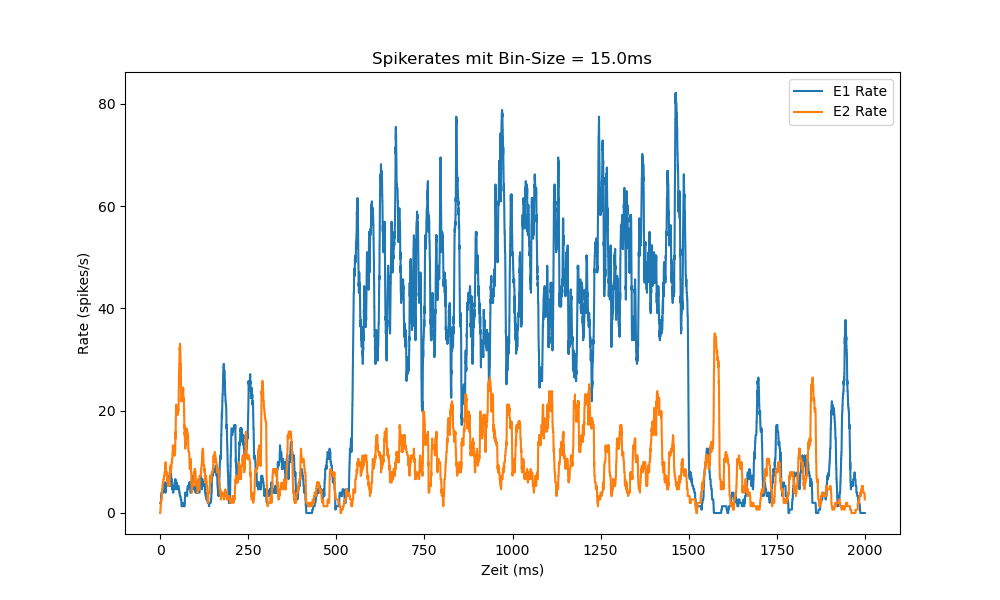 Spikerates mit Bin-Size = 15.0ms
E1 Rate
E2 Rate
Rate (spikes/s)
80
60
40
20
0
0 250 500 750 1000 1250 1500 1750 2000
Zeit (ms)